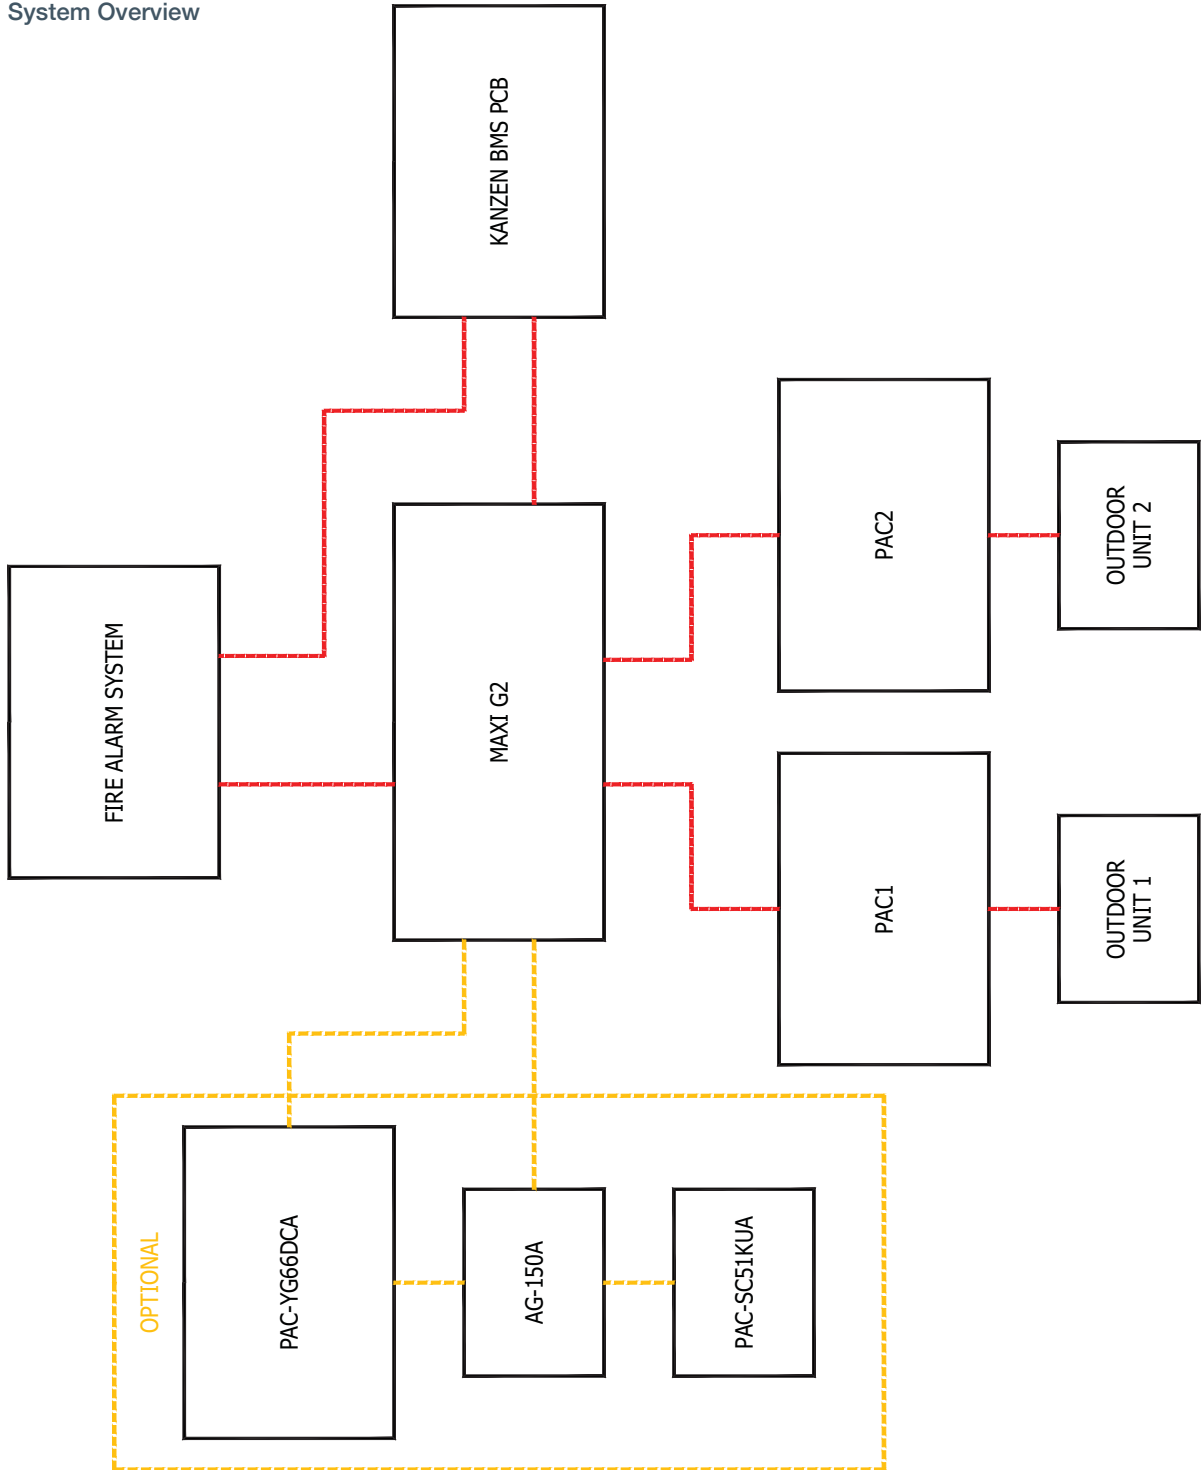 System Overview
KANZEN BMS PCB
FIRE ALARM SYSTEM
MAXI G2
PAC2
OUTDOOR
UNIT 2
PAC1
OUTDOOR
UNIT 1
OPTIONAL
PAC-YG66DCA
AG-150A
PAC-SC51KUA